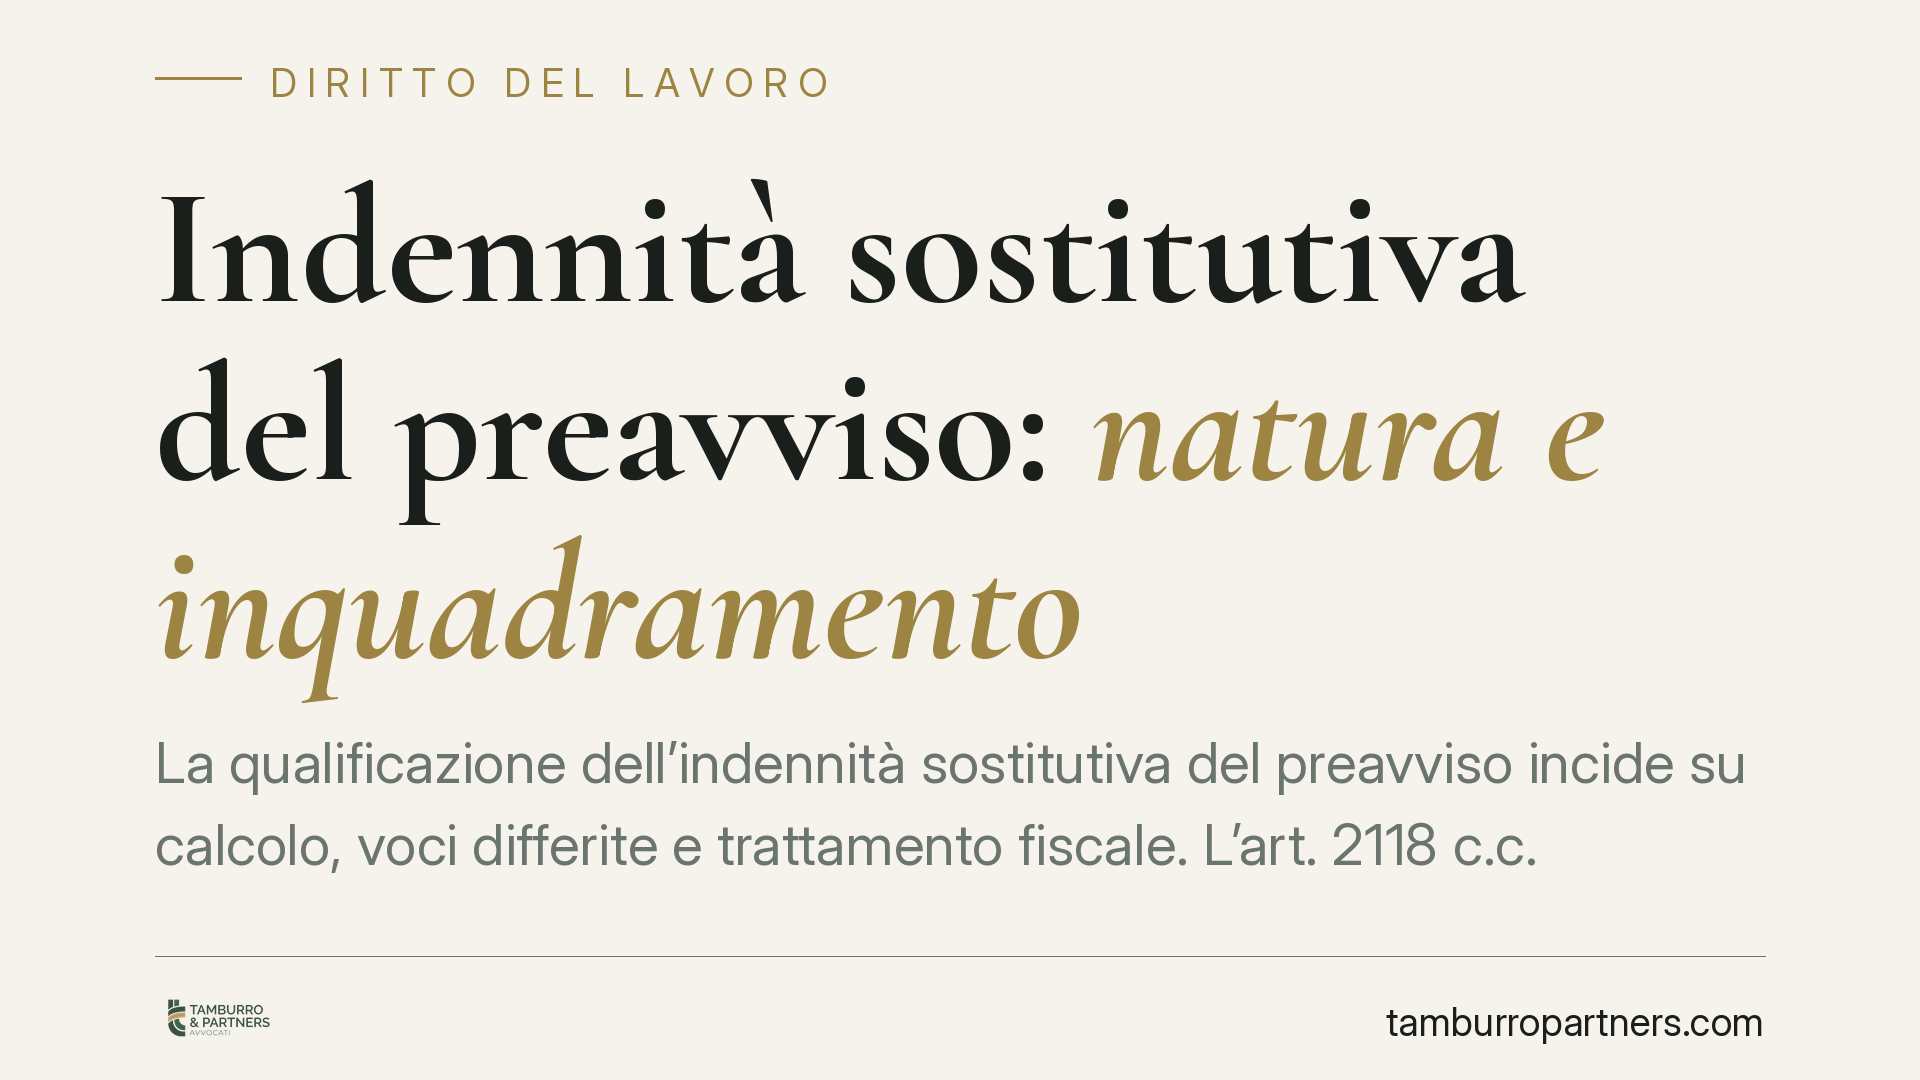 DIRITTO DEL LAVORO
Indennità sostitutiva
del preavviso: natura e
inquadramento
La qualificazione dell’indennità sostitutiva del preavviso incide su
calcolo, voci differite e trattamento fiscale. L’art. 2118 c.c.
TAMBURRO
& PARTNERS
AVVOCATI
tamburropartners.com